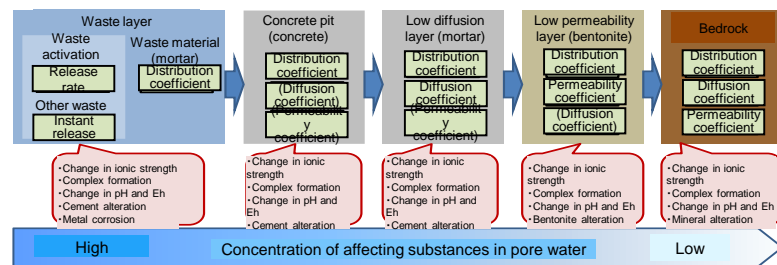 Waste layer
Waste
activation
Release
rate
Other waste
Instant
release
Waste material
(mortar)
Distribution
coefficient
Concrete pit
(concrete)
Distribution
coefficient
(Diffusion
coefficient)
(Permeabilit
y
coefficient)
Low diffusion
layer (mortar)
Distribution
coefficient
Diffusion
coefficient
(Permeabilit
y
coefficient)
Low permeability
layer (bentonite)
Distribution
coefficient
Permeability
coefficient
(Diffusion
coefficient)
Bedrock
Distribution
coefficient
Diffusion
coefficient
Permeability
coefficient
・Change in ionic strength
・Complex formation
・Change in pH and Eh
・Cement alteration
・Metal corrosion
・Change in ionic
strength
・Complex formation
・Change in pH and
Eh
・Cement alteration
・Change in ionic
strength
・Complex formation
・Change in pH and
Eh
・Cement alteration
・Change in ionic
strength
・Complex formation
・Change in pH and Eh
・Bentonite alteration
・Change in ionic
strength
・Complex formation
・Change in pH and Eh
・Mineral alteration
High
Concentration of affecting substances in pore water
Low